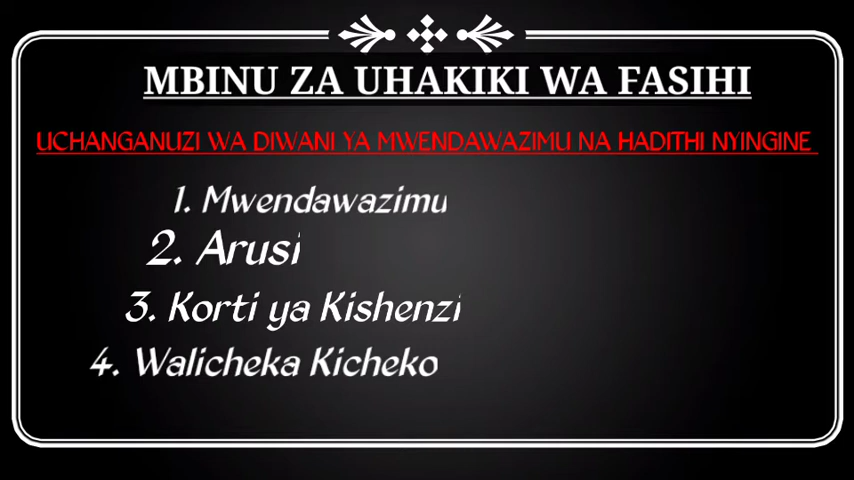 MBINU ZA UHAKIKI WA FASIHI
UCHANGANUZI WA DIWANI YA MWENDAWAZIMU NA HADITHI NYINGINE
1. Mwendawazimu
2. Arusi
3. Korti ya Kishenzi
4. Walicheka Kicheko